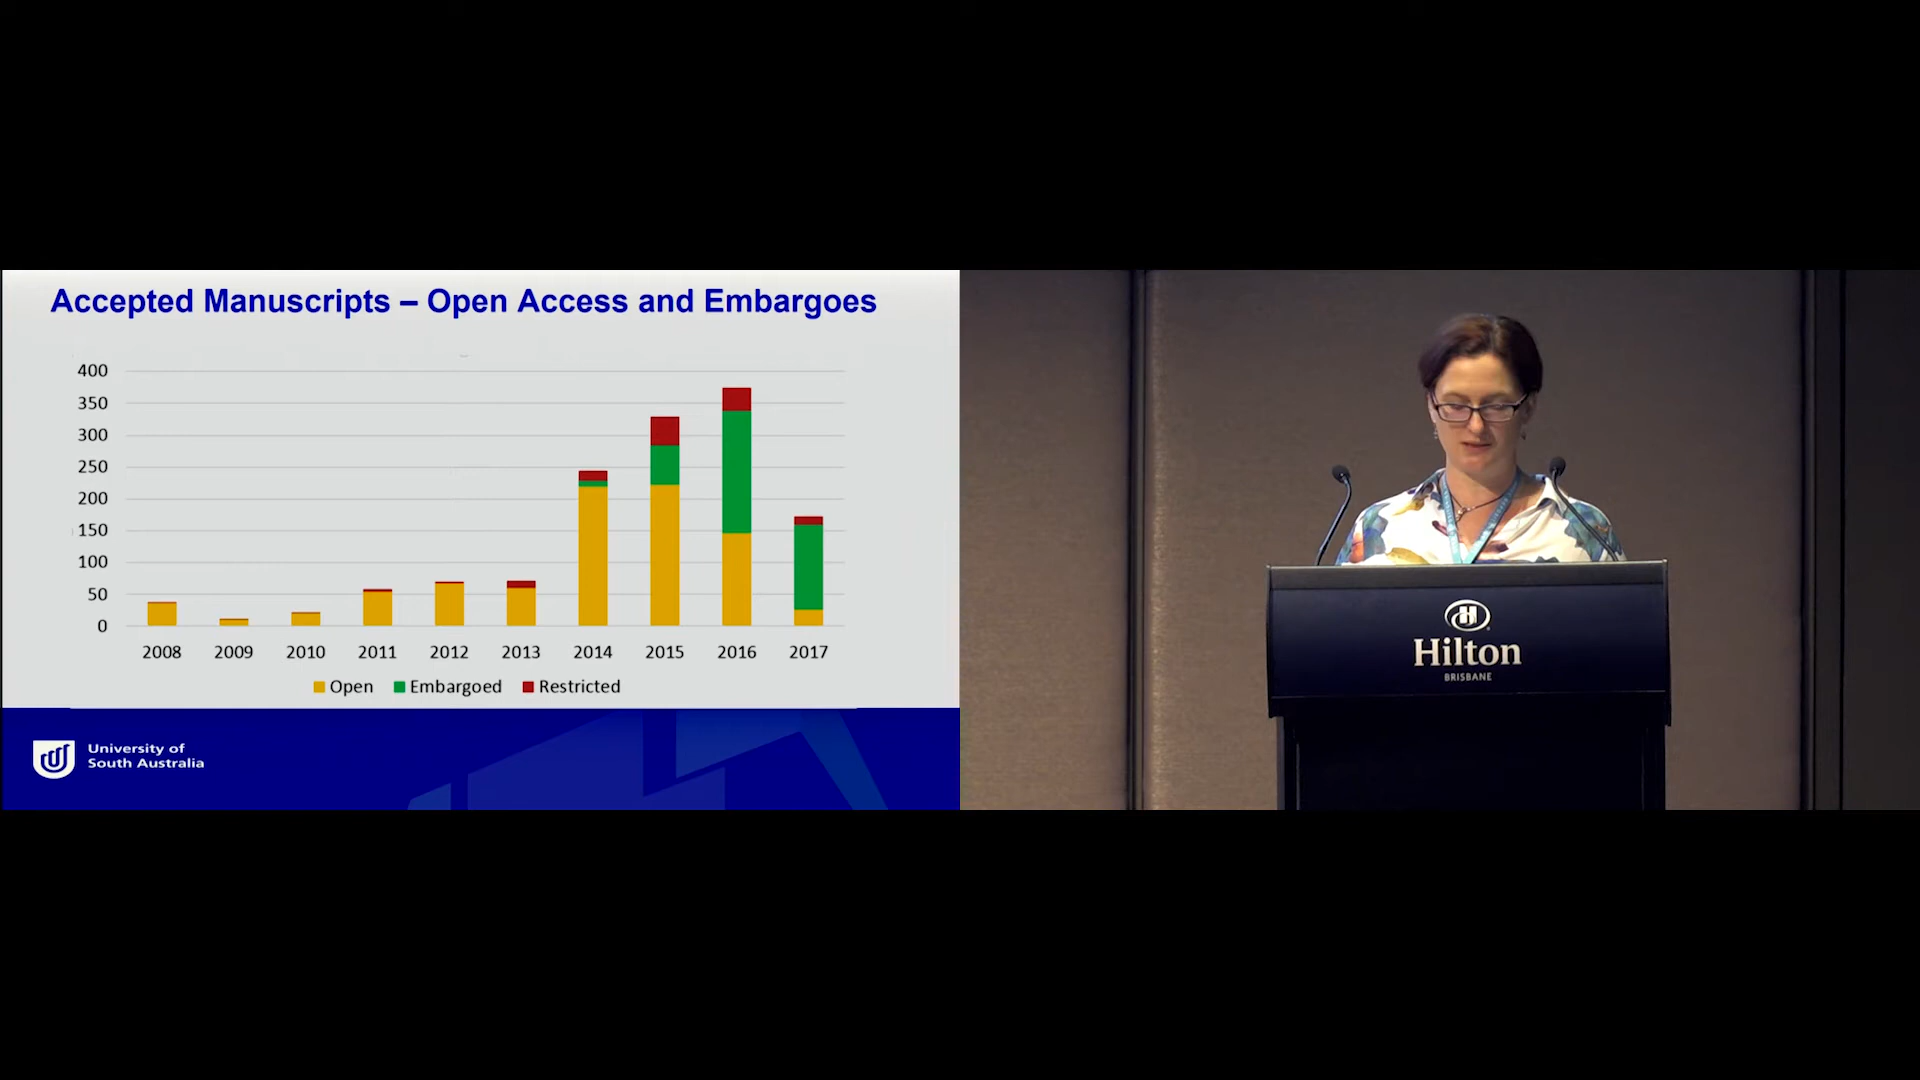 Accepted Manuscripts – Open Access and Embargoes
400
350
300
250
200
150
100
50
0
2008 2009 2010 2011 2012 2013 2014 2015 2016 2017
Open Embargoed Restricted
University of
South Australia
Hilton
BRISBANE